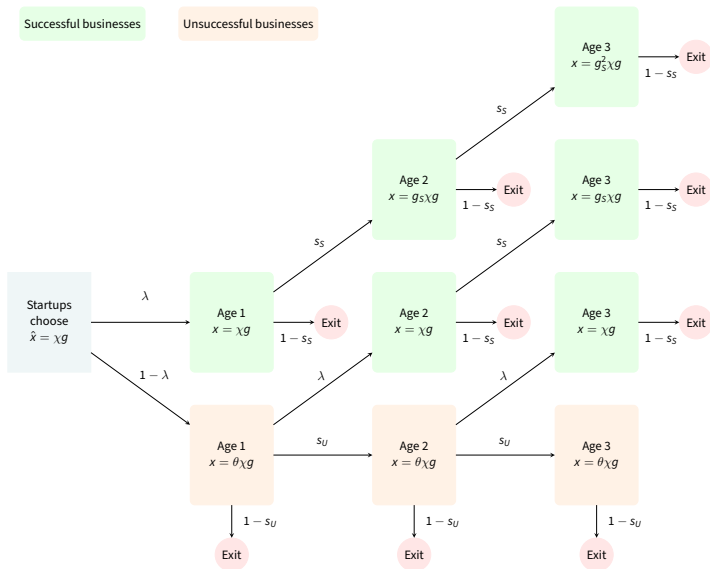 Successful businesses
Unsuccessful businesses
Age 3
x = g_S^2 χg
Exit
1 − s_S
s_S
Age 2
x = g_S χg
Exit
1 − s_S
Age 3
x = g_S χg
Exit
1 − s_S
s_S
s_S
Startups
choose
x̂ = χg
λ
Age 1
x = χg
Exit
1 − s_S
Age 2
x = χg
Exit
1 − s_S
Age 3
x = χg
Exit
1 − s_S
1 − λ
λ
λ
Age 1
x = θχg
s_U
Age 2
x = θχg
s_U
Age 3
x = θχg
1 − s_U
1 − s_U
1 − s_U
Exit
Exit
Exit